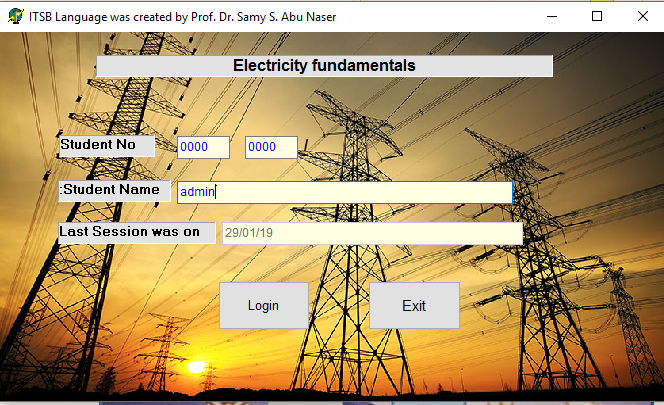 ITSB Language was created by Prof. Dr. Samy S. Abu Naser
Electricity fundamentals
Student No 0000 0000
:Student Name admin
Last Session was on 29/01/19
Login Exit